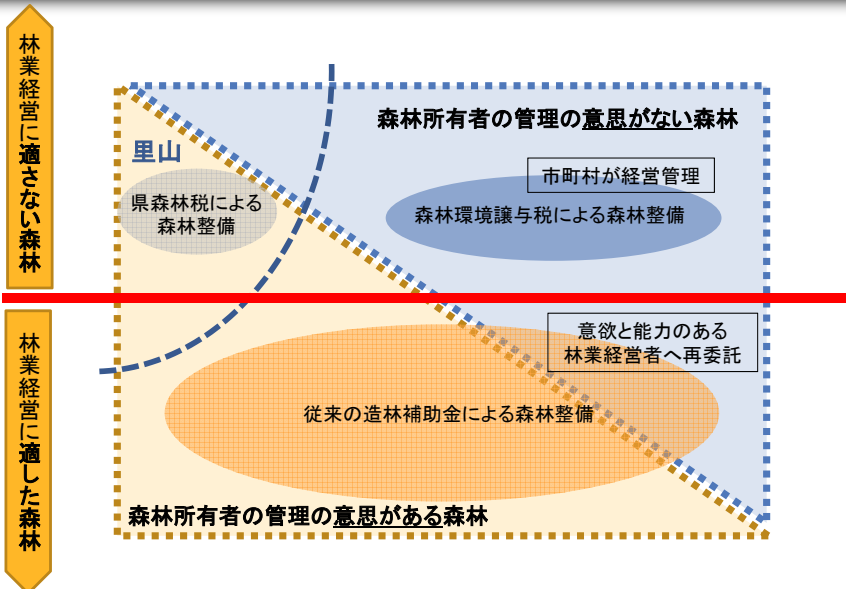 林業経営に適さない森林
森林所有者の管理の意思がない森林
里山
市町村が経営管理
県森林税による
森林整備
森林環境譲与税による森林整備
林業経営に適した森林
意欲と能力のある
林業経営者へ再委託
従来の造林補助金による森林整備
森林所有者の管理の意思がある森林